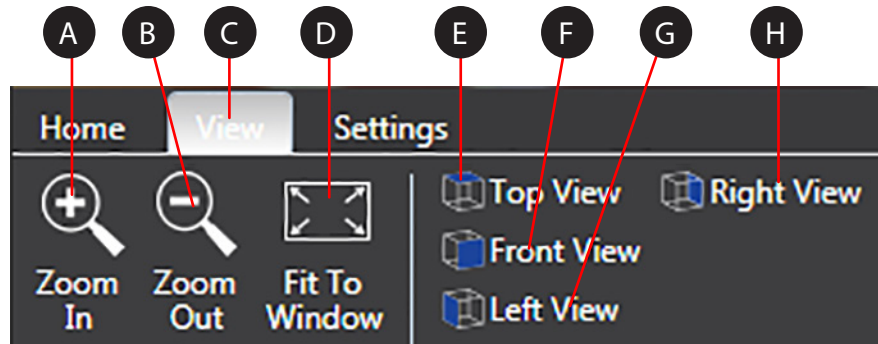 A B C D E F G H
Home View Settings
Top View Right View
Front View
Left View
Zoom In
Zoom Out
Fit To Window